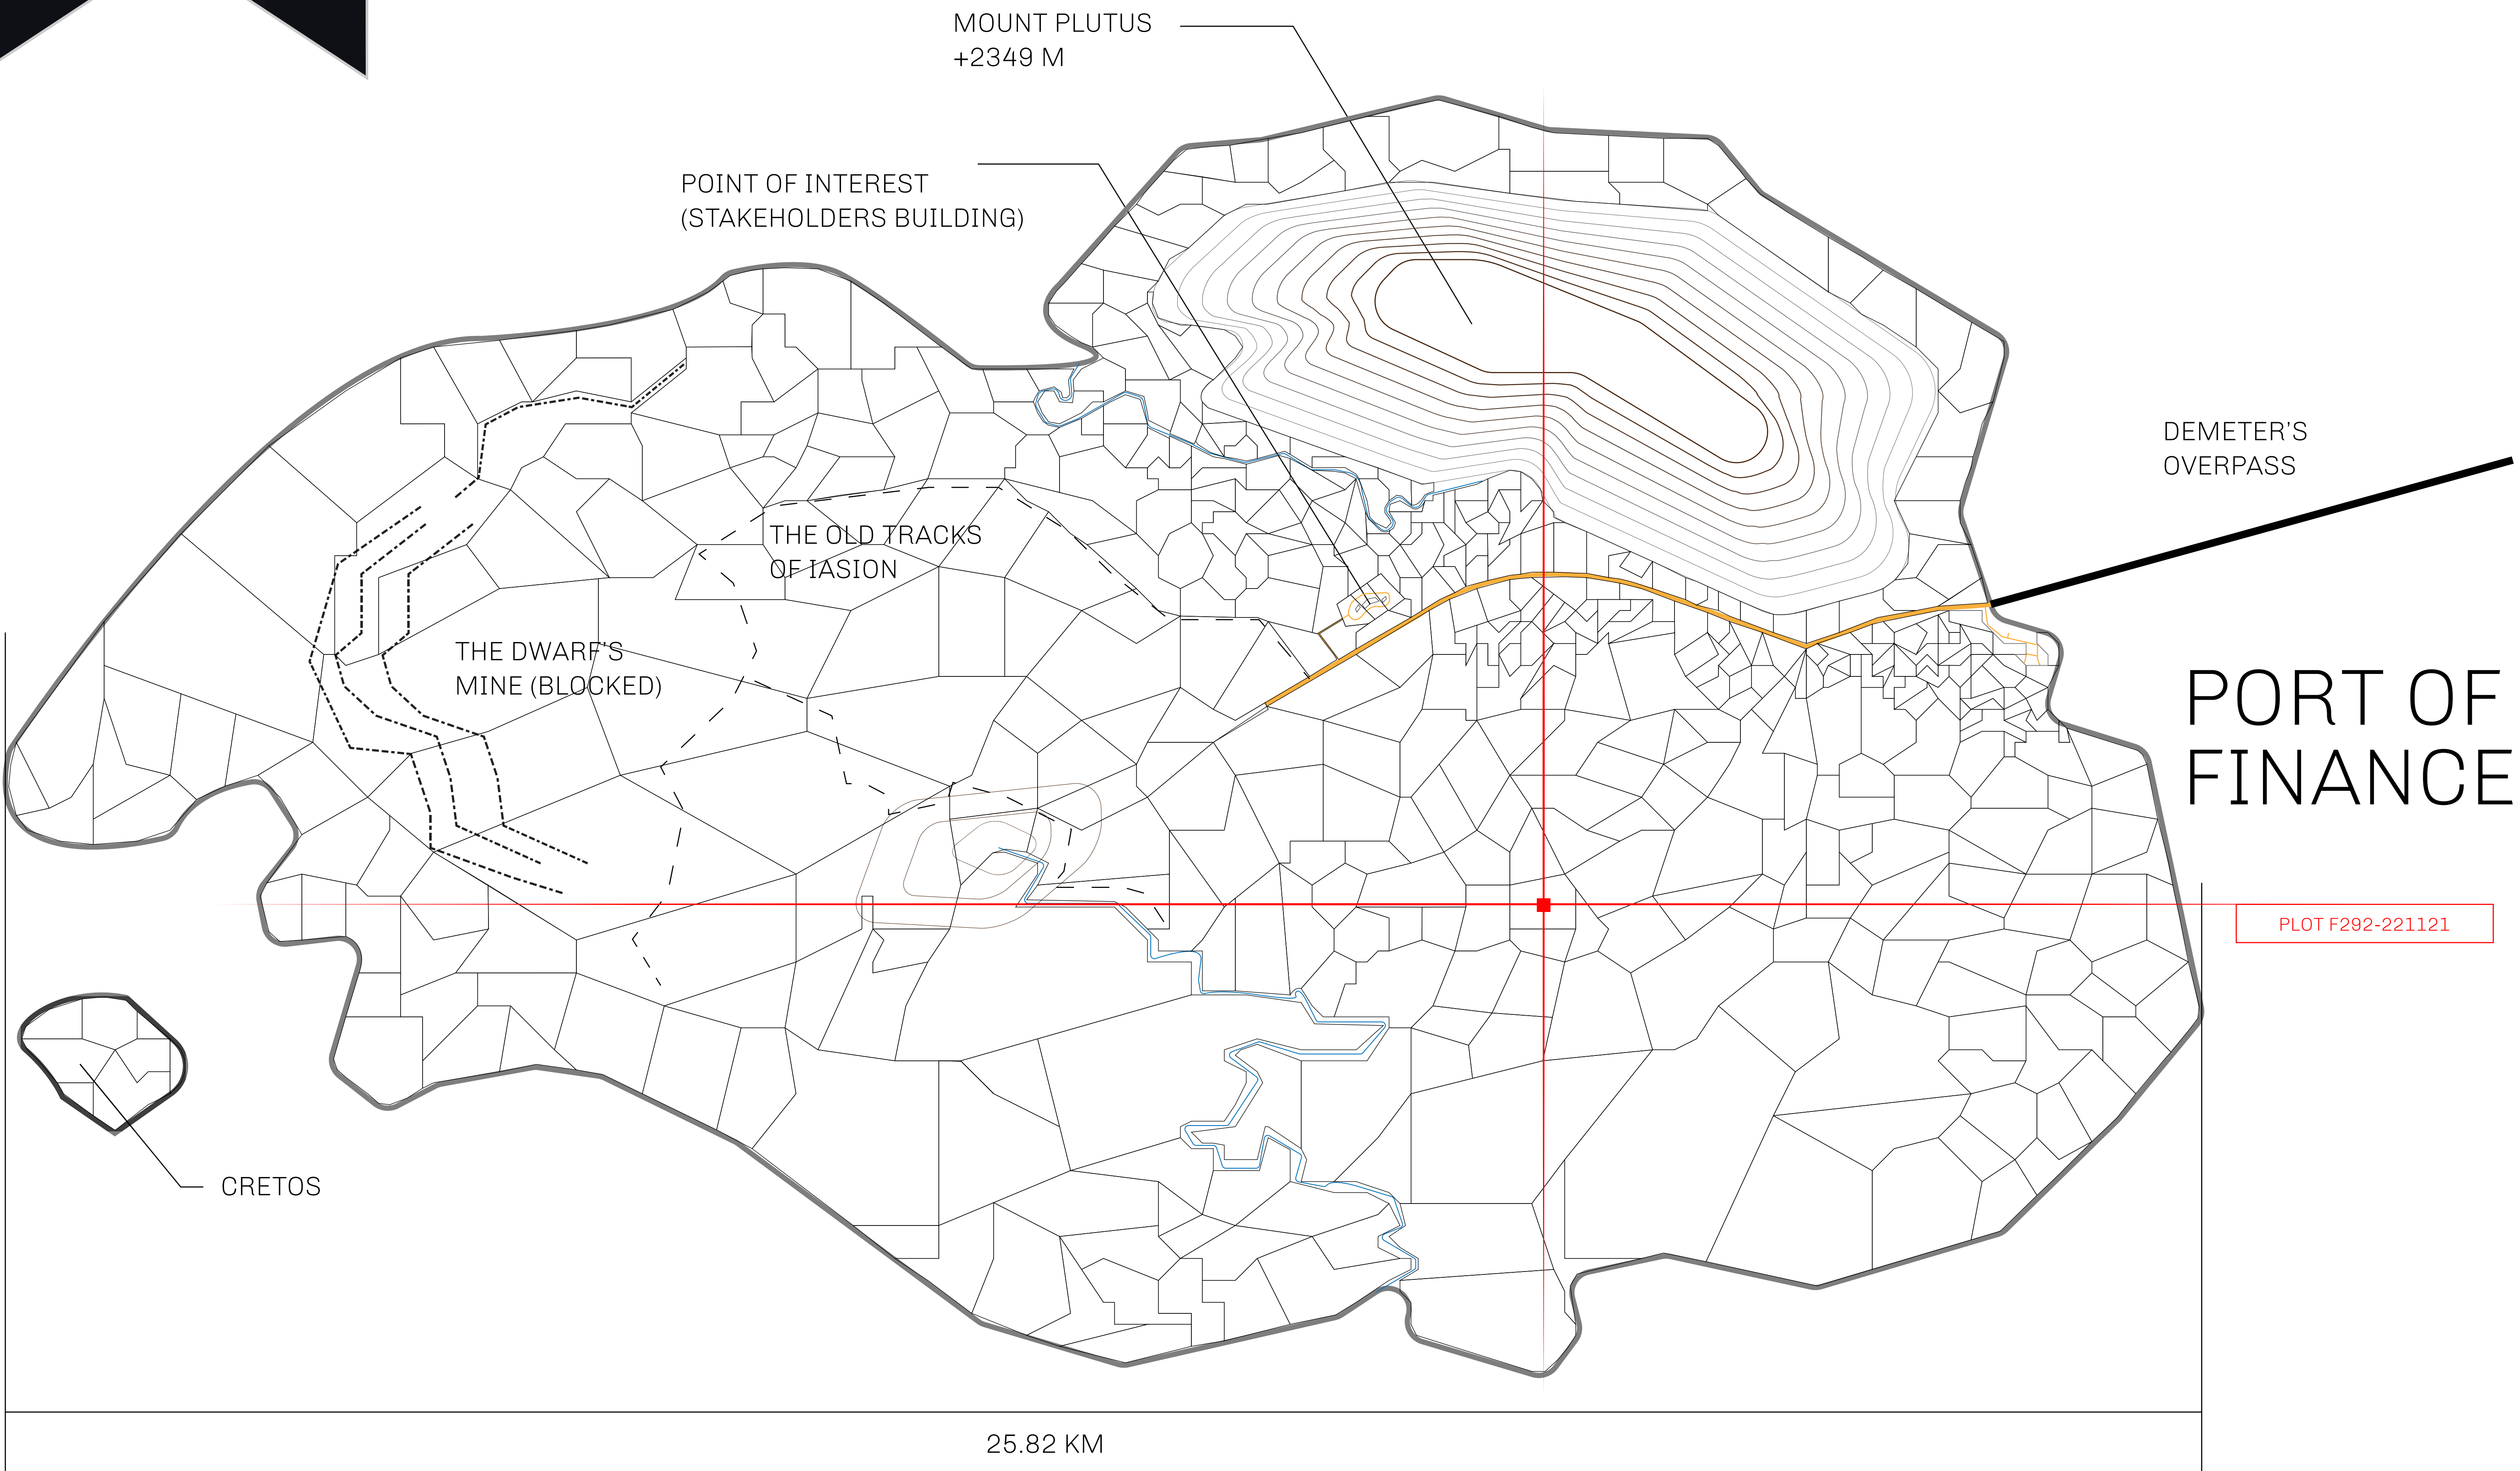 MOUNT PLUTUS
+2349 M
POINT OF INTEREST
(STAKEHOLDERS BUILDING)
DEMETER'S
OVERPASS
THE OLD TRACKS
OF IASION
THE DWARF'S
MINE (BLOCKED)
PORT OF
FINANCE
PLOT F292-221121
CRETOS
25.82 KM